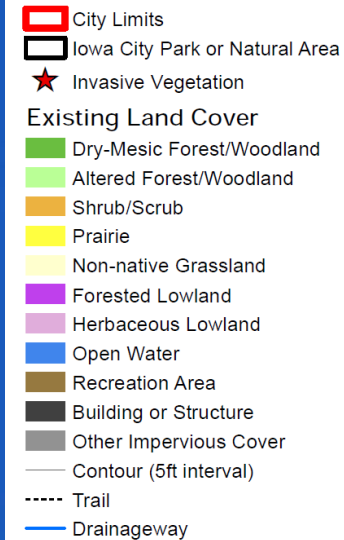 City Limits
Iowa City Park or Natural Area
Invasive Vegetation
Existing Land Cover
Dry-Mesic Forest/Woodland
Altered Forest/Woodland
Shrub/Scrub
Prairie
Non-native Grassland
Forested Lowland
Herbaceous Lowland
Open Water
Recreation Area
Building or Structure
Other Impervious Cover
Contour (5ft interval)
Trail
Drainageway